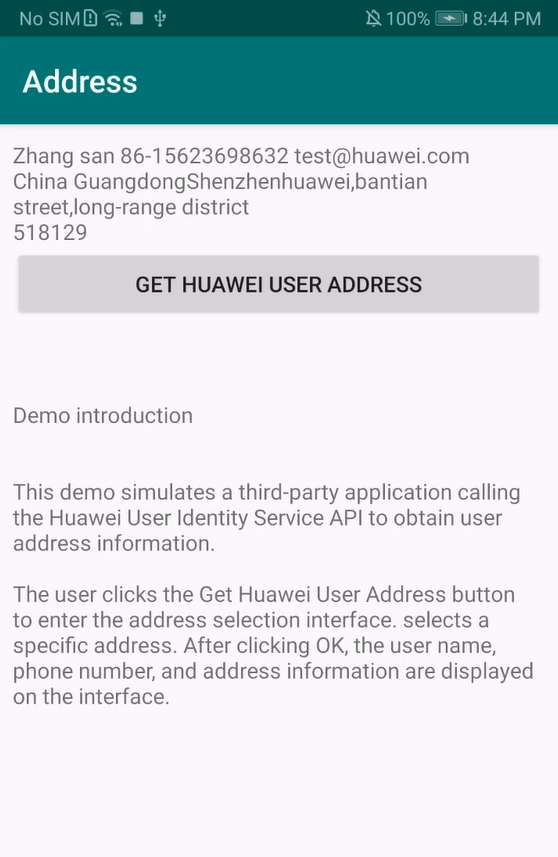 No SIM 100% 8:44 PM
Address
Zhang san 86-15623698632 test@huawei.com
China GuangdongShenzhenhuawei,bantian
street,long-range district
518129
GET HUAWEI USER ADDRESS
Demo introduction
This demo simulates a third-party application calling
the Huawei User Identity Service API to obtain user
address information.
The user clicks the Get Huawei User Address button
to enter the address selection interface. selects a
specific address. After clicking OK, the user name,
phone number, and address information are displayed
on the interface.